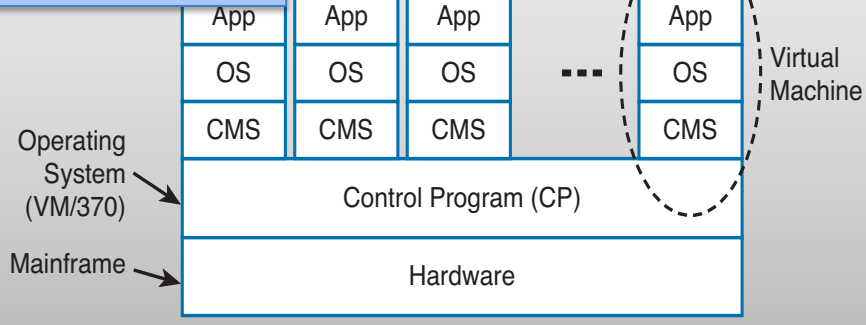 App App App App
OS OS OS OS
CMS CMS CMS CMS
Virtual
Machine
Operating
System
(VM/370)
Control Program (CP)
Mainframe
Hardware